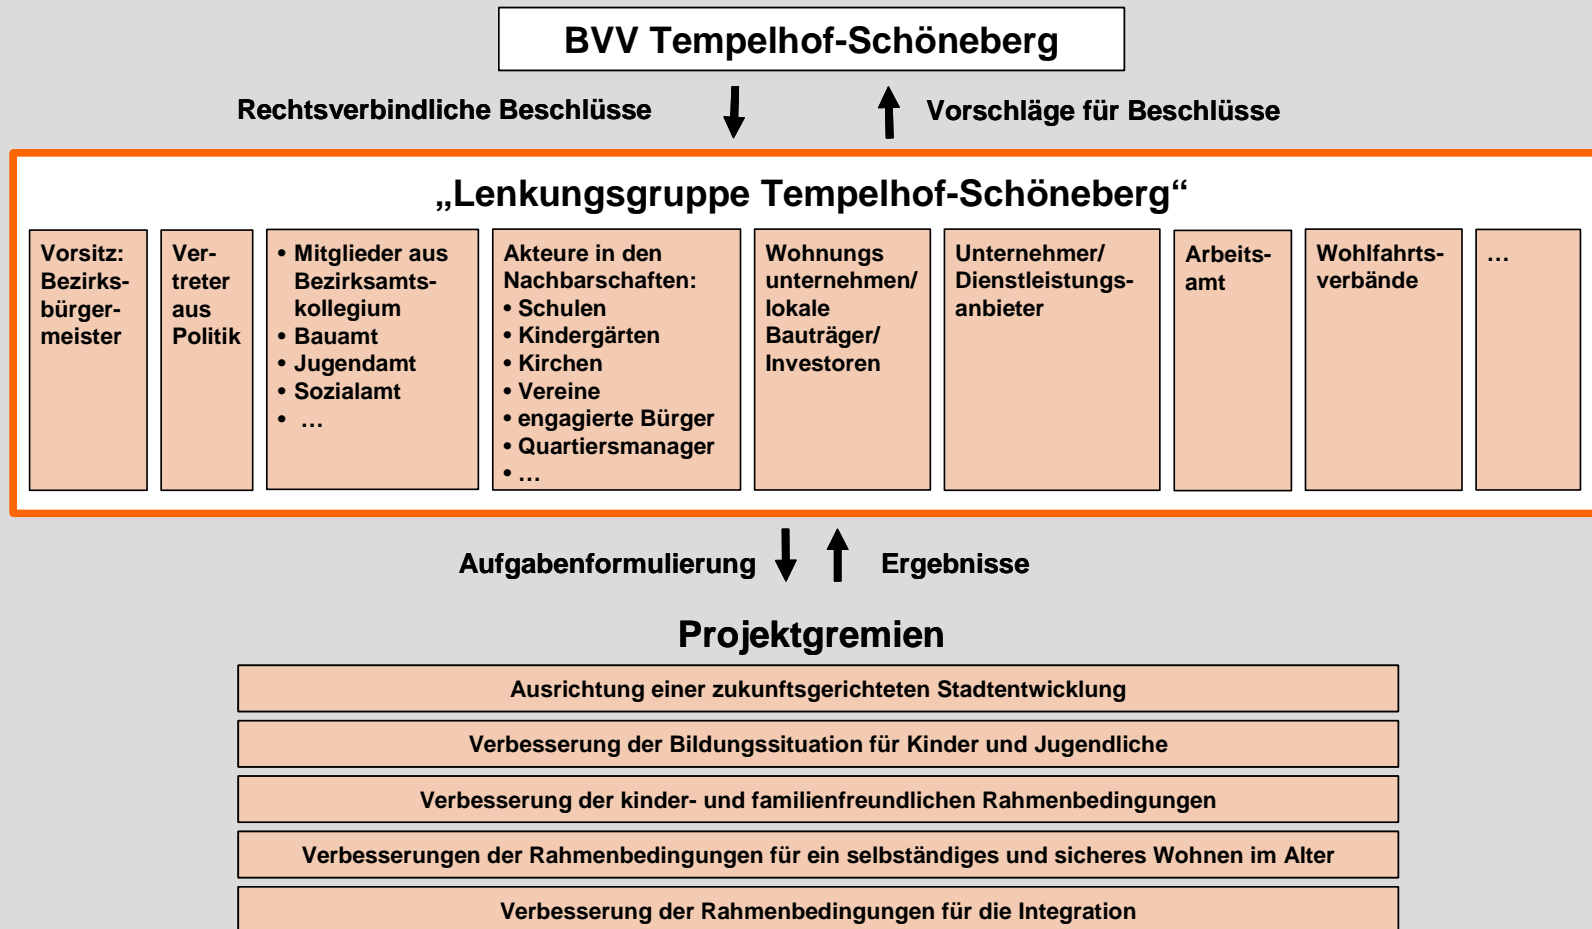 BVV Tempelhof-Schöneberg
Rechtsverbindliche Beschlüsse
Vorschläge für Beschlüsse
„Lenkungsgruppe Tempelhof-Schöneberg“
Vorsitz:
Bezirks-
bürger-
meister
Ver-
treter
aus
Politik
• Mitglieder aus
Bezirksamts-
kollegium
• Bauamt
• Jugendamt
• Sozialamt
• …
Akteure in den
Nachbarschaften:
• Schulen
• Kindergärten
• Kirchen
• Vereine
• engagierte Bürger
• Quartiersmanager
• …
Wohnungs
unternehmen/
lokale
Bauträger/
Investoren
Unternehmer/
Dienstleistungs-
anbieter
Arbeits-
amt
Wohlfahrts-
verbände
…
Aufgabenformulierung
Ergebnisse
Projektgremien
Ausrichtung einer zukunftsgerichteten Stadtentwicklung
Verbesserung der Bildungssituation für Kinder und Jugendliche
Verbesserung der kinder- und familienfreundlichen Rahmenbedingungen
Verbesserungen der Rahmenbedingungen für ein selbständiges und sicheres Wohnen im Alter
Verbesserung der Rahmenbedingungen für die Integration